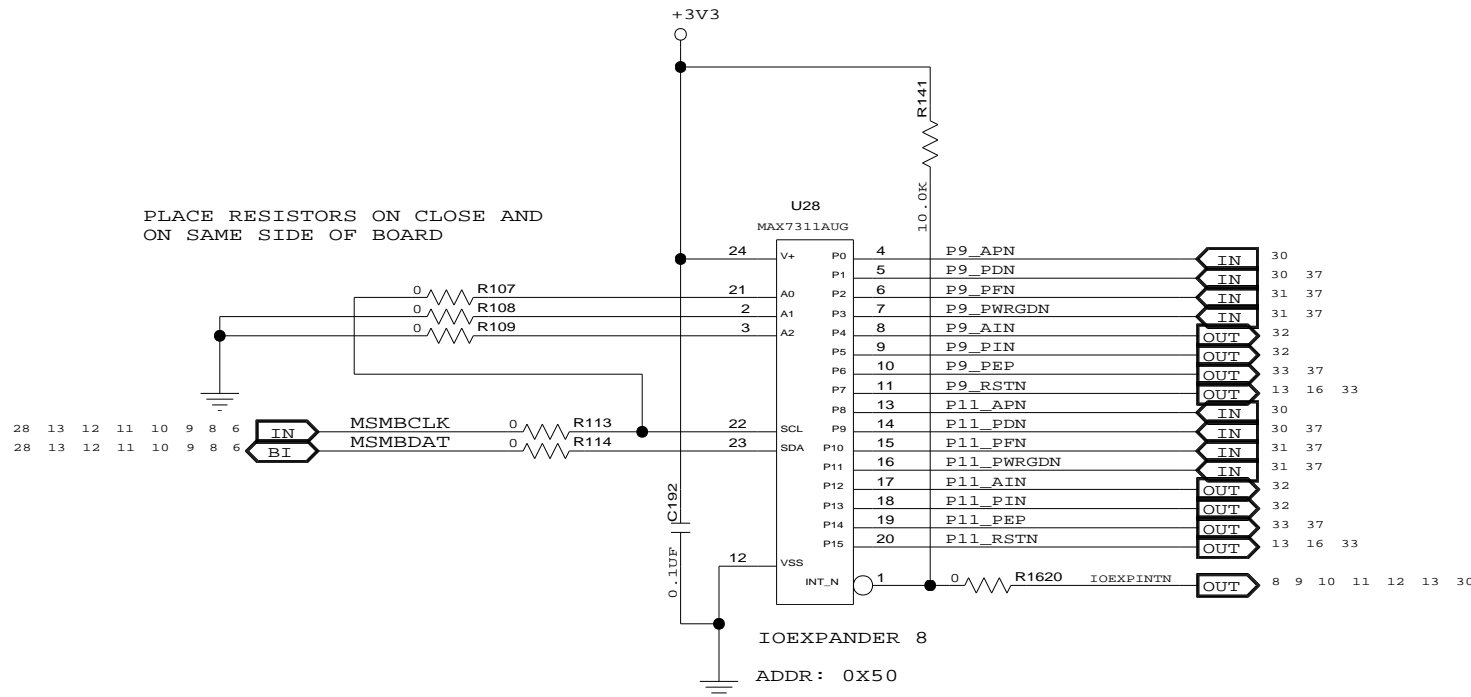 +3V3
R141
10.0K
PLACE RESISTORS ON CLOSE AND
ON SAME SIDE OF BOARD
U28
MAX7311AUG
24 V+ P0 4 P9_APN IN 30
P1 5 P9_PDN IN 30 37
0 R107 21 A0 P2 6 P9_PFN IN 31 37
0 R108 2 A1 P3 7 P9_PWRGDN IN 31 37
0 R109 3 A2 P4 8 P9_AIN OUT 32
P5 9 P9_PIN OUT 32
P6 10 P9_PEP OUT 33 37
P7 11 P9_RSTN OUT 13 16 33
P8 13 P11_APN IN 30
28 13 12 11 10 9 8 6 IN MSMBCLK 0 R113 22 SCL P9 14 P11_PDN IN 30 37
28 13 12 11 10 9 8 6 BI MSMBDAT 0 R114 23 SDA P10 15 P11_PFN IN 31 37
P11 16 P11_PWRGDN IN 31 37
P12 17 P11_AIN OUT 32
C192 P13 18 P11_PIN OUT 32
P14 19 P11_PEP OUT 33 37
P15 20 P11_RSTN OUT 13 16 33
0.1UF 12 VSS
INT_N 1 0 R1620 IOEXPINTN OUT 8 9 10 11 12 13 30
IOEXPANDER 8
ADDR: 0X50